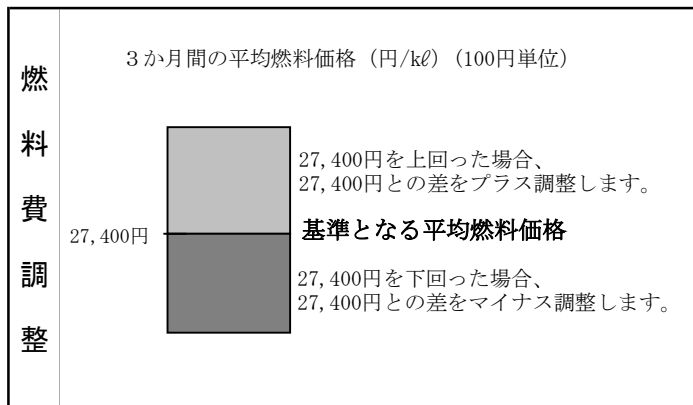 燃料費調整
３か月間の平均燃料価格（円/kℓ）（100円単位）
27,400円を上回った場合、
27,400円との差をプラス調整します。
27,400円
基準となる平均燃料価格
27,400円を下回った場合、
27,400円との差をマイナス調整します。